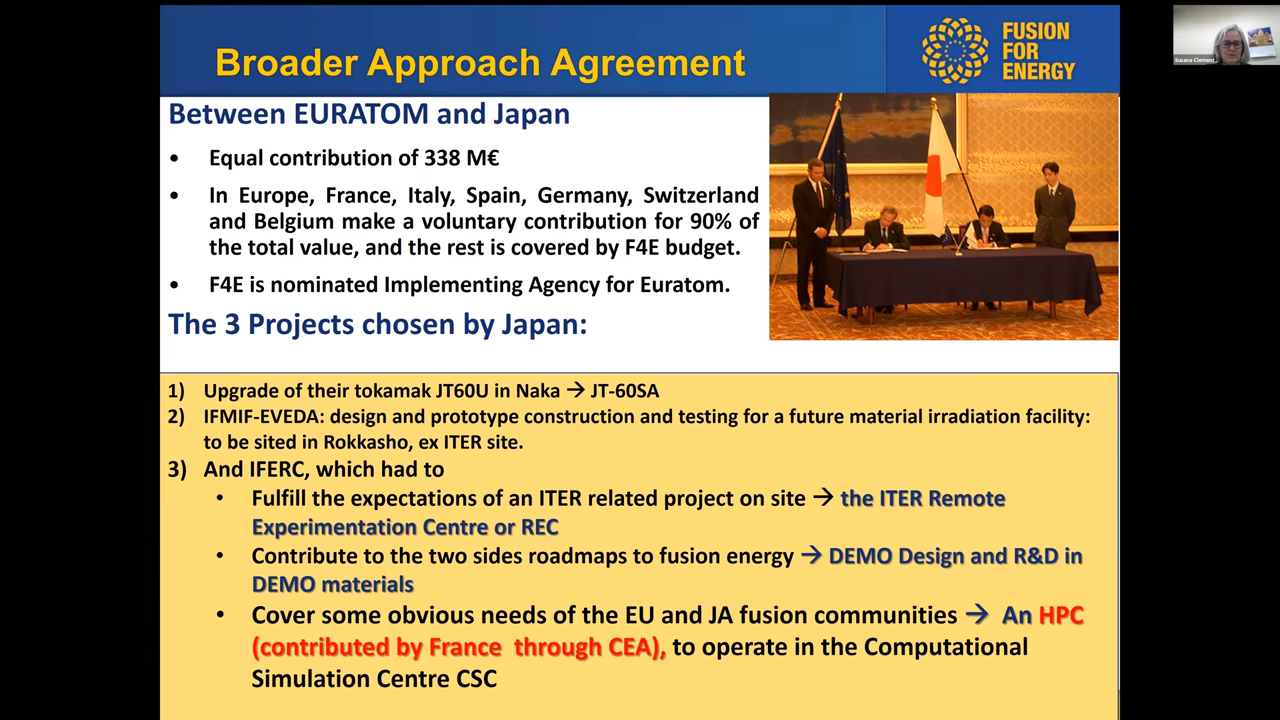 Broader Approach Agreement
FUSION
FOR
ENERGY
Susana Clement
Between EURATOM and Japan
• Equal contribution of 338 M€
• In Europe, France, Italy, Spain, Germany, Switzerland
and Belgium make a voluntary contribution for 90% of
the total value, and the rest is covered by F4E budget.
• F4E is nominated Implementing Agency for Euratom.
The 3 Projects chosen by Japan:
1) Upgrade of their tokamak JT60U in Naka → JT-60SA
2) IFMIF-EVEDA: design and prototype construction and testing for a future material irradiation facility:
to be sited in Rokkasho, ex ITER site.
3) And IFERC, which had to
• Fulfill the expectations of an ITER related project on site → the ITER Remote
Experimentation Centre or REC
• Contribute to the two sides roadmaps to fusion energy → DEMO Design and R&D in
DEMO materials
• Cover some obvious needs of the EU and JA fusion communities → An HPC
(contributed by France through CEA), to operate in the Computational
Simulation Centre CSC